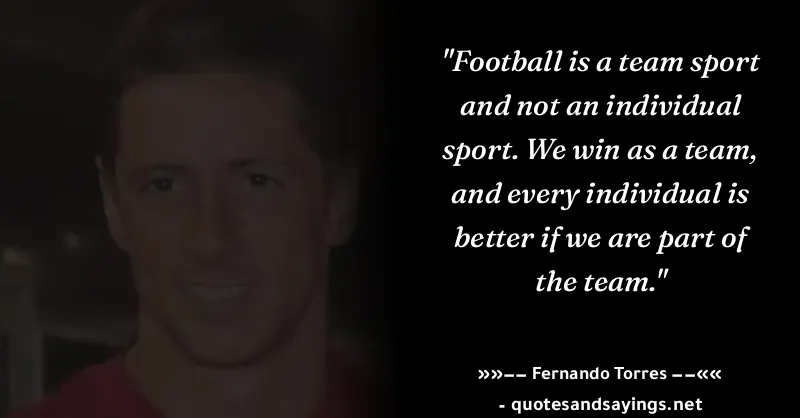 "Football is a team sport
and not an individual
sport. We win as a team,
and every individual is
better if we are part of
the team."
»»−− Fernando Torres −−««
- quotesandsayings.net